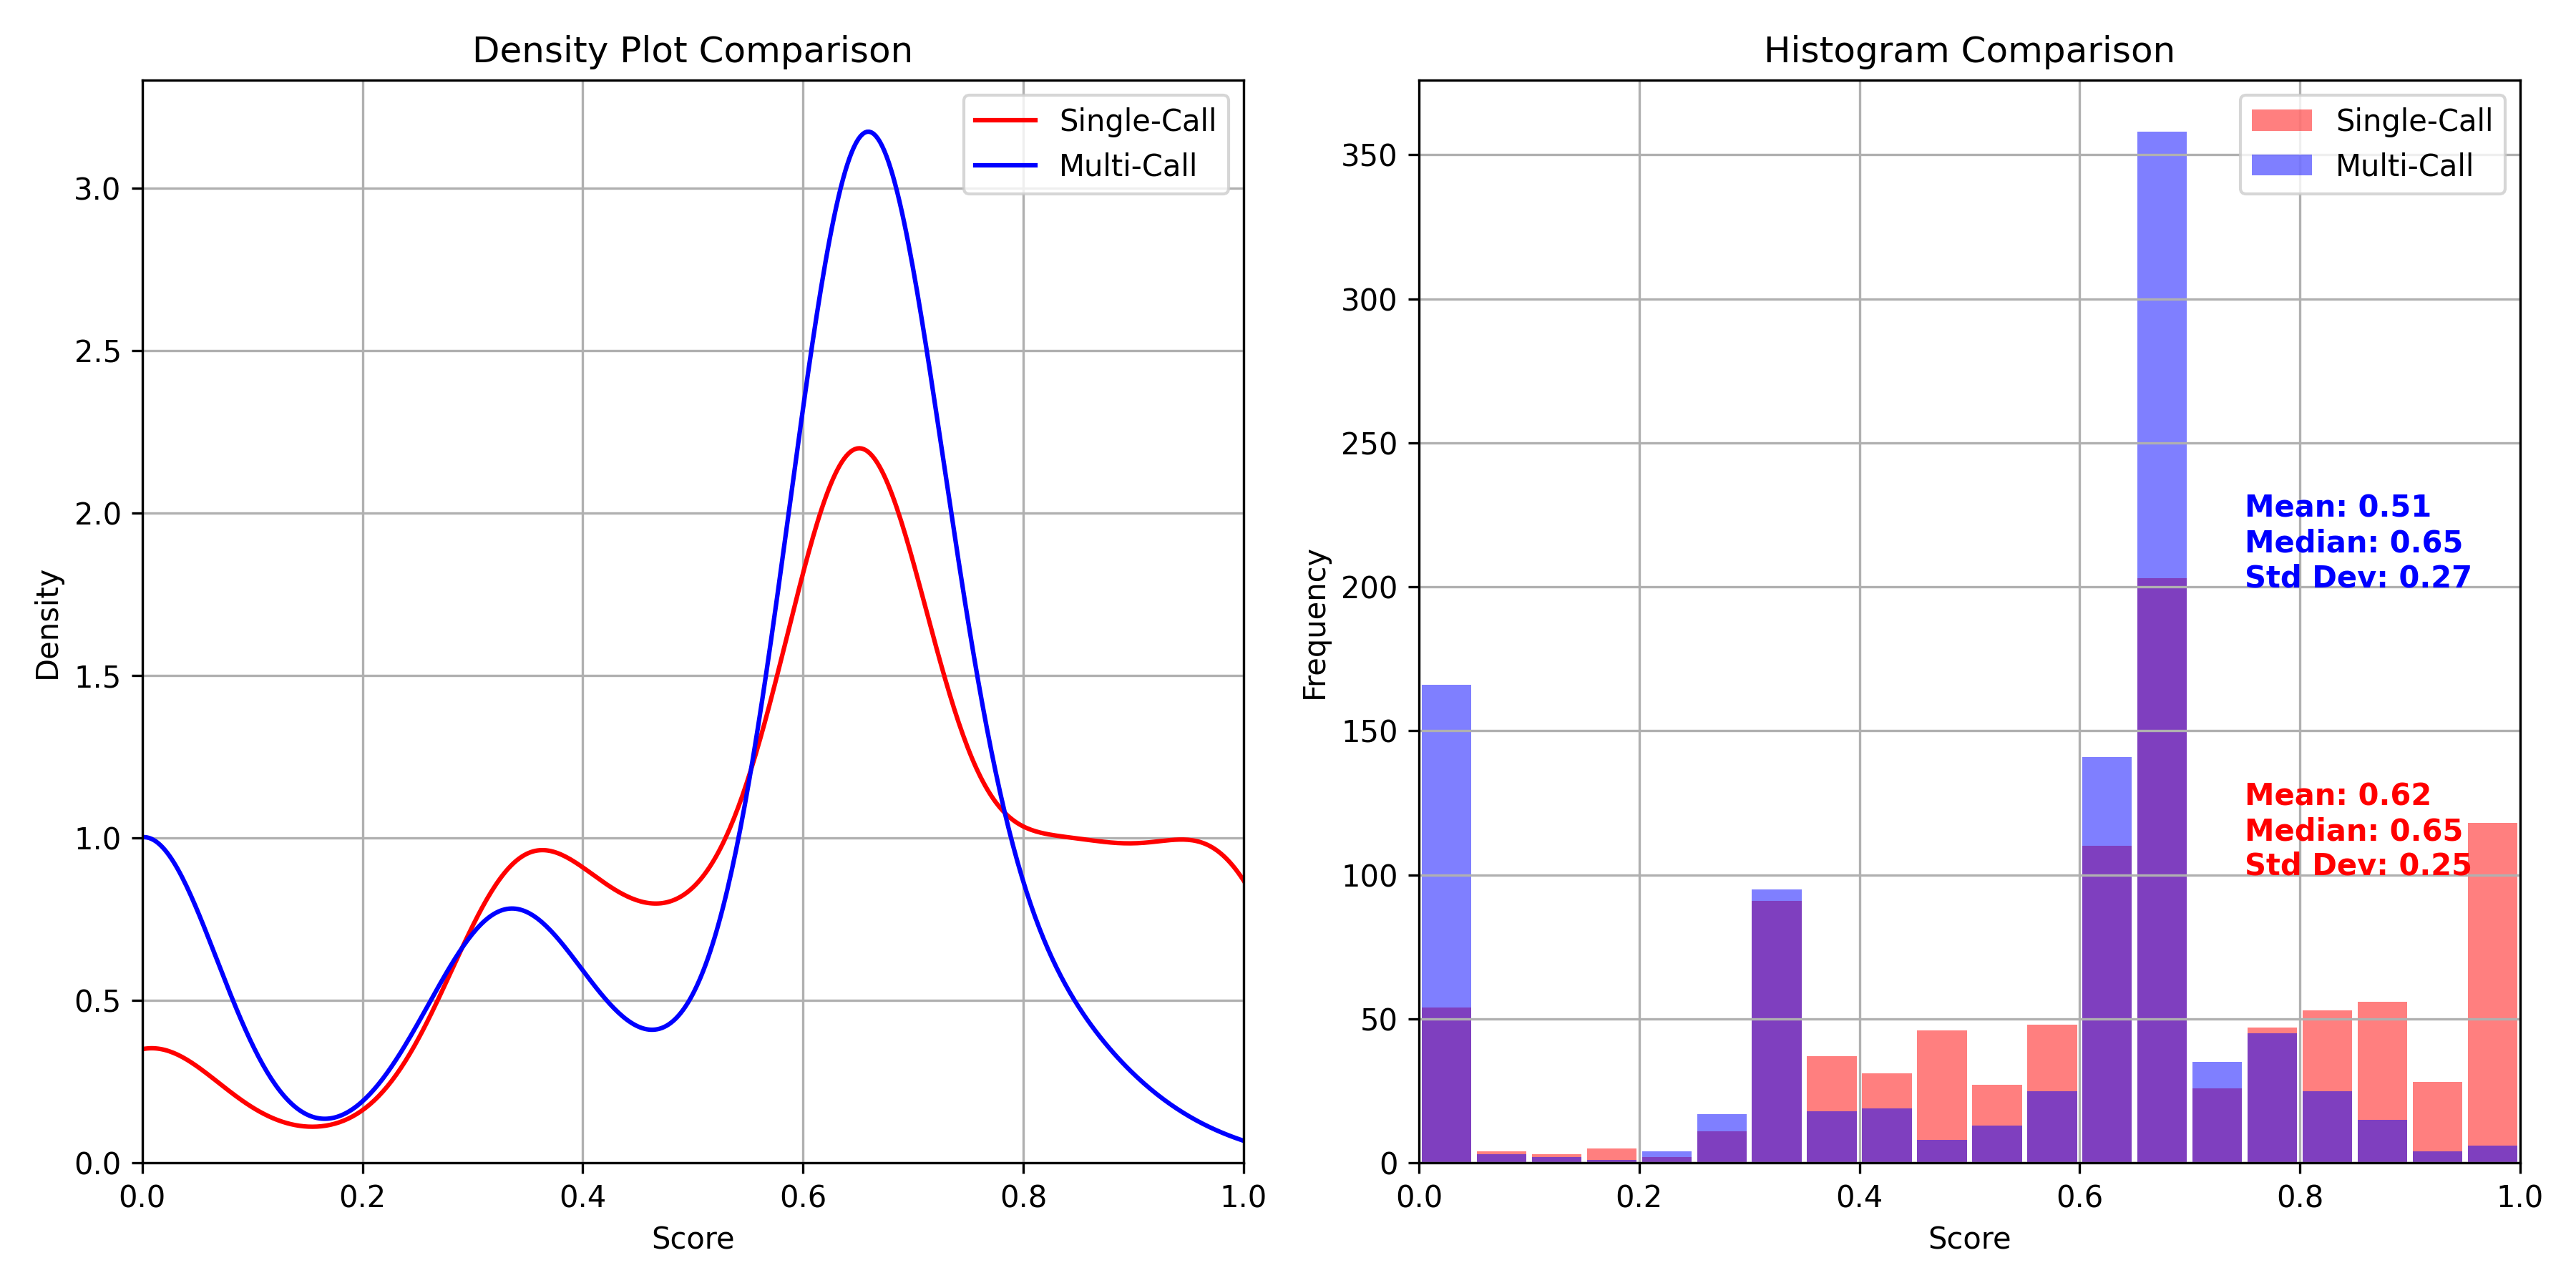 Density Plot Comparison
Single-Call
Multi-Call
3.0
2.5
2.0
1.5
1.0
0.5
0.0
Density
0.0 0.2 0.4 0.6 0.8 1.0
Score
Histogram Comparison
Single-Call
Multi-Call
350
300
250
200
150
100
50
0
Frequency
Mean: 0.51
Median: 0.65
Std Dev: 0.27
Mean: 0.62
Median: 0.65
Std Dev: 0.25
0.0 0.2 0.4 0.6 0.8 1.0
Score